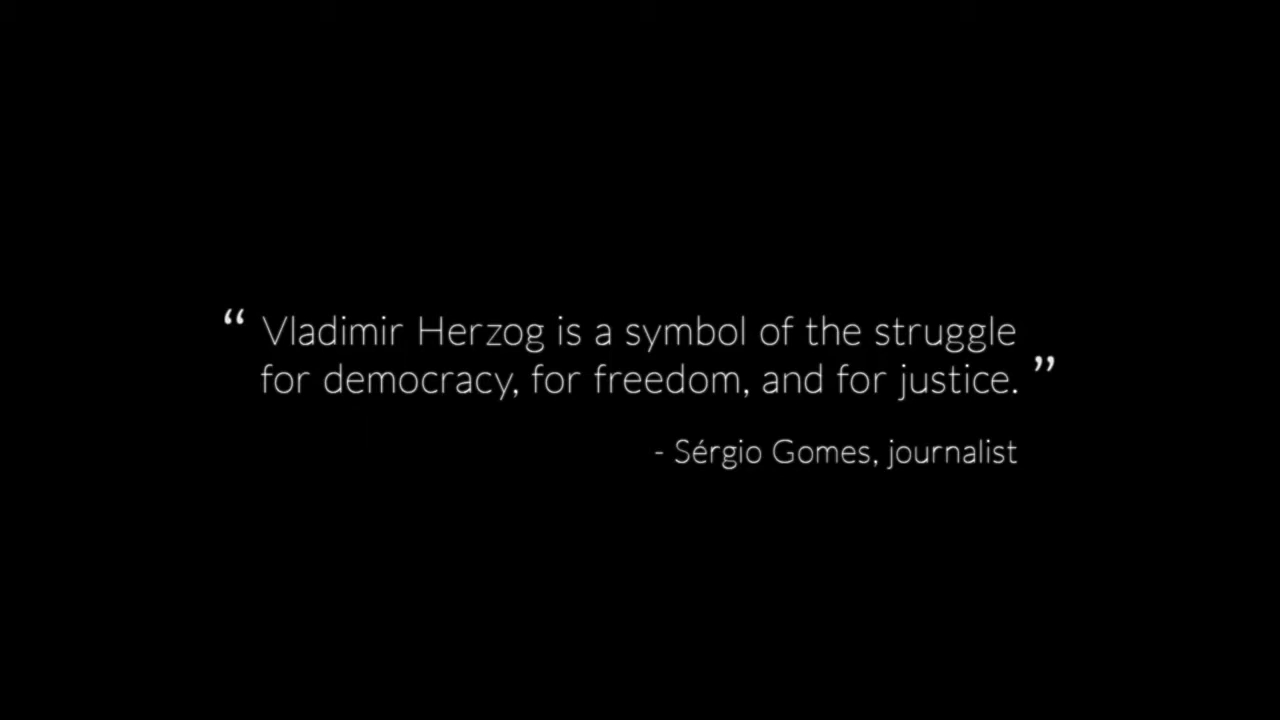 “ Vladimir Herzog is a symbol of the struggle
for democracy, for freedom, and for justice. ”
- Sérgio Gomes, journalist